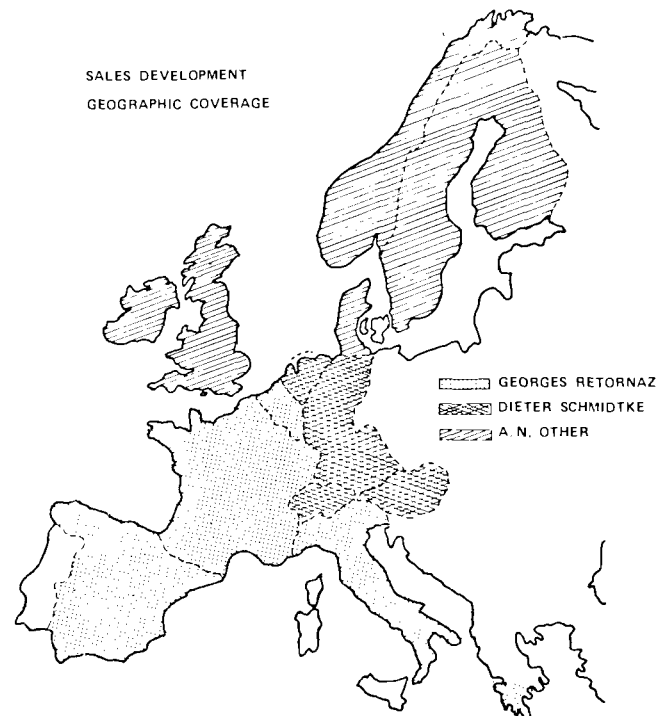 SALES DEVELOPMENT
GEOGRAPHIC COVERAGE
GEORGES RETORNAZ
DIETER SCHMIDTKE
A.N. OTHER